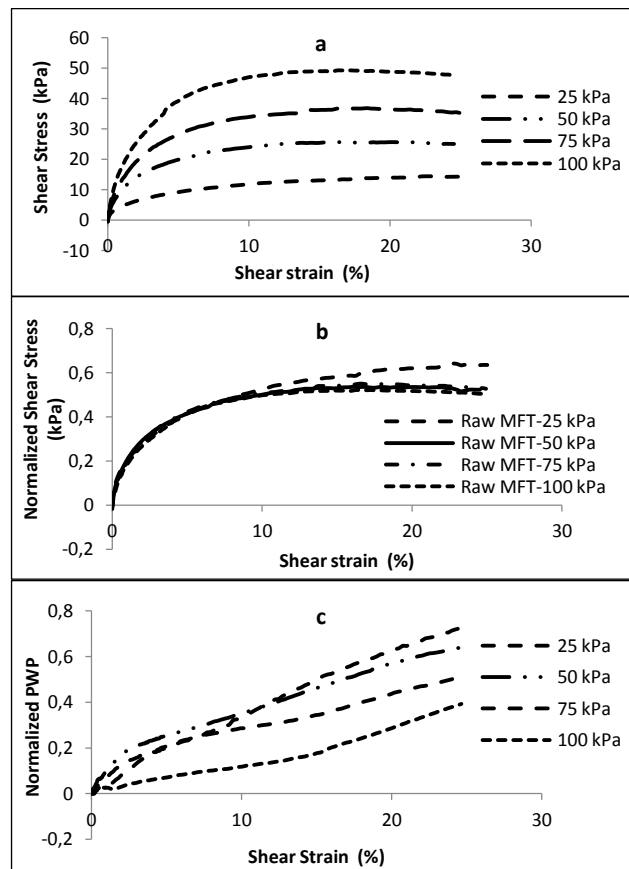 a
60
50
40
30
20
10
0
-10
0
10
20
30
Shear Stress (kPa)
Shear strain (%)
25 kPa
50 kPa
75 kPa
100 kPa
b
0,8
0,6
0,4
0,2
0
-0,2
0
10
20
30
Normalized Shear Stress
(kPa)
Shear strain (%)
Raw MFT-25 kPa
Raw MFT-50 kPa
Raw MFT-75 kPa
Raw MFT-100 kPa
c
0,8
0,6
0,4
0,2
0
-0,2
0
10
20
30
Normalized PWP
Shear Strain (%)
25 kPa
50 kPa
75 kPa
100 kPa